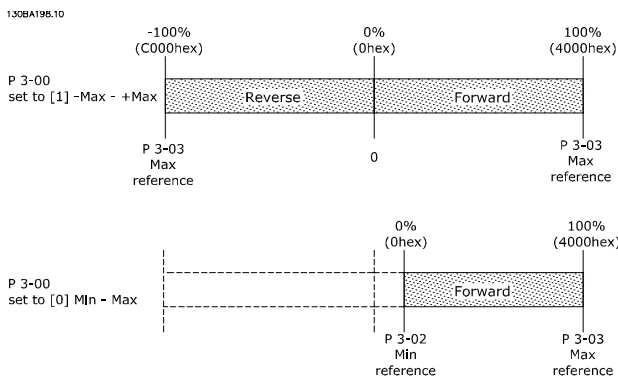 130BA198.10
-100%
(C000hex)
0%
(0hex)
100%
(4000hex)
P 3-00
set to [1] -Max - +Max
Reverse
Forward
P 3-03
Max
reference
0
P 3-03
Max
reference
0%
(0hex)
100%
(4000hex)
P 3-00
set to [0] Min - Max
Forward
P 3-02
Min
reference
P 3-03
Max
reference